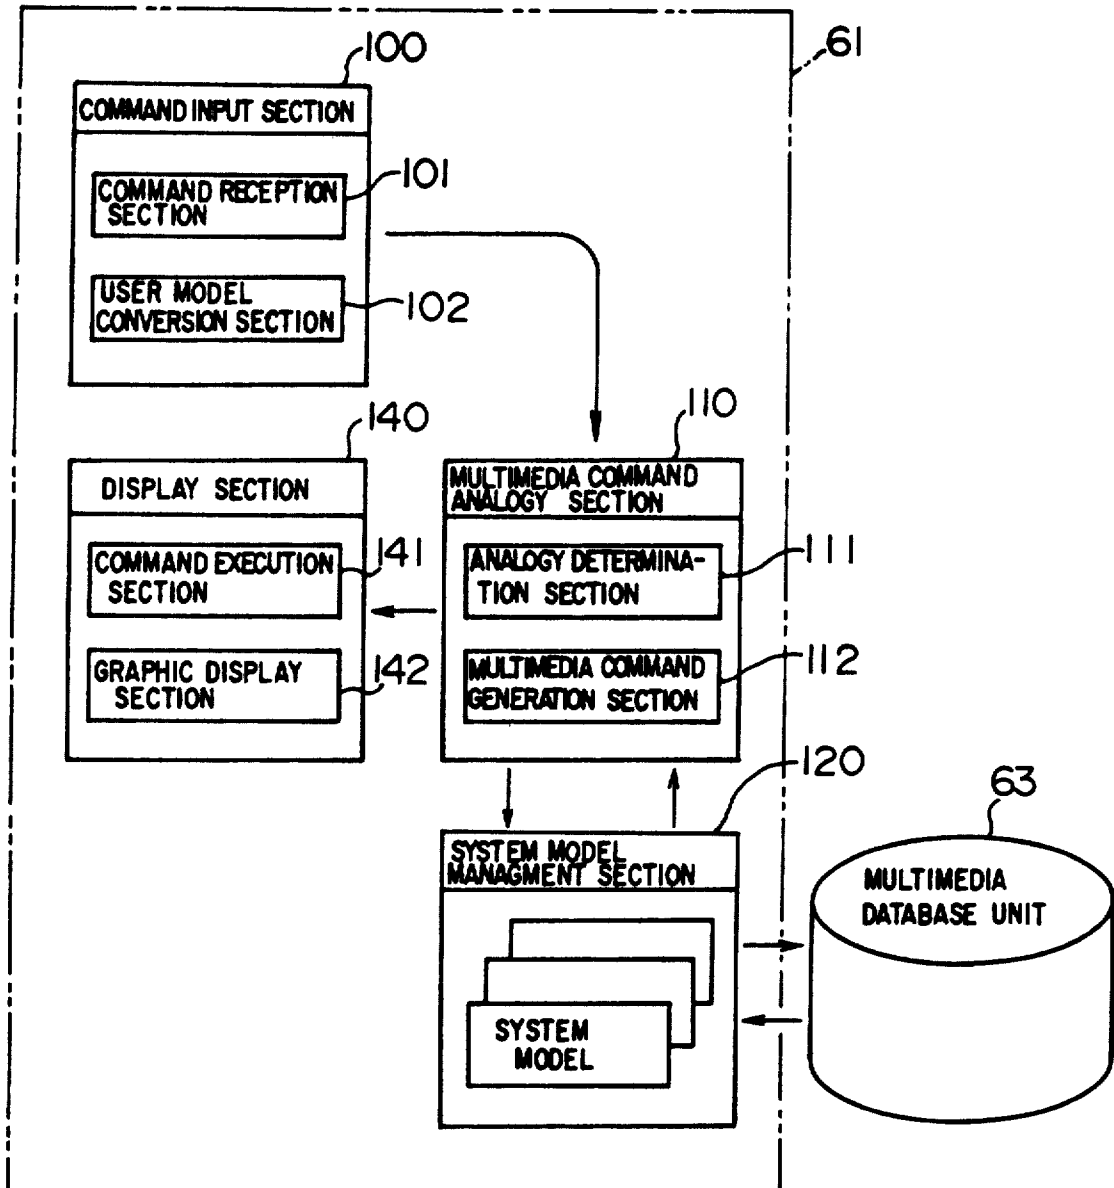 100
61
COMMAND INPUT SECTION
COMMAND RECEPTION
SECTION
101
USER MODEL
CONVERSION SECTION
102
140
DISPLAY SECTION
COMMAND EXECUTION
SECTION
141
GRAPHIC DISPLAY
SECTION
142
110
MULTIMEDIA COMMAND
ANALOGY SECTION
ANALOGY DETERMINA-
TION SECTION
111
MULTIMEDIA COMMAND
GENERATION SECTION
112
120
SYSTEM MODEL
MANAGMENT SECTION
SYSTEM
MODEL
63
MULTIMEDIA
DATABASE UNIT